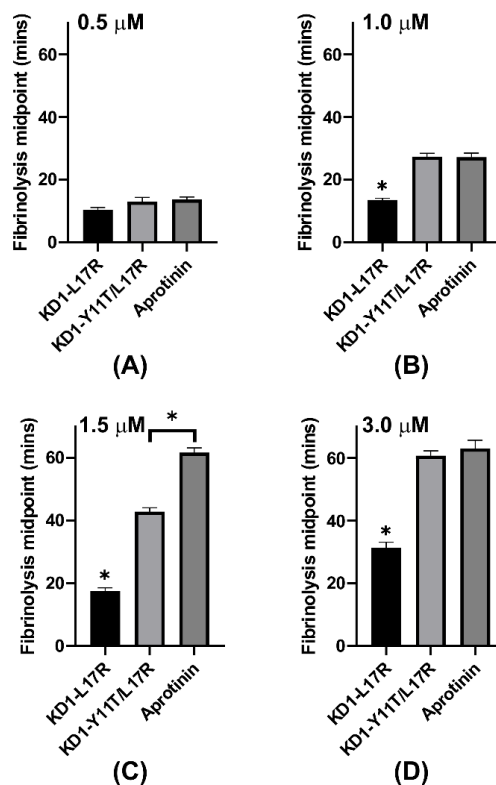 0.5 μM
Fibrinolysis midpoint (mins)
60
40
20
0
KD1-L17R
KD1-Y11T/L17R
Aprotinin
(A)
1.0 μM
Fibrinolysis midpoint (mins)
60
40
20
0
*
KD1-L17R
KD1-Y11T/L17R
Aprotinin
(B)
1.5 μM
Fibrinolysis midpoint (mins)
60
40
20
0
*
*
KD1-L17R
KD1-Y11T/L17R
Aprotinin
(C)
3.0 μM
Fibrinolysis midpoint (mins)
60
40
20
0
*
KD1-L17R
KD1-Y11T/L17R
Aprotinin
(D)